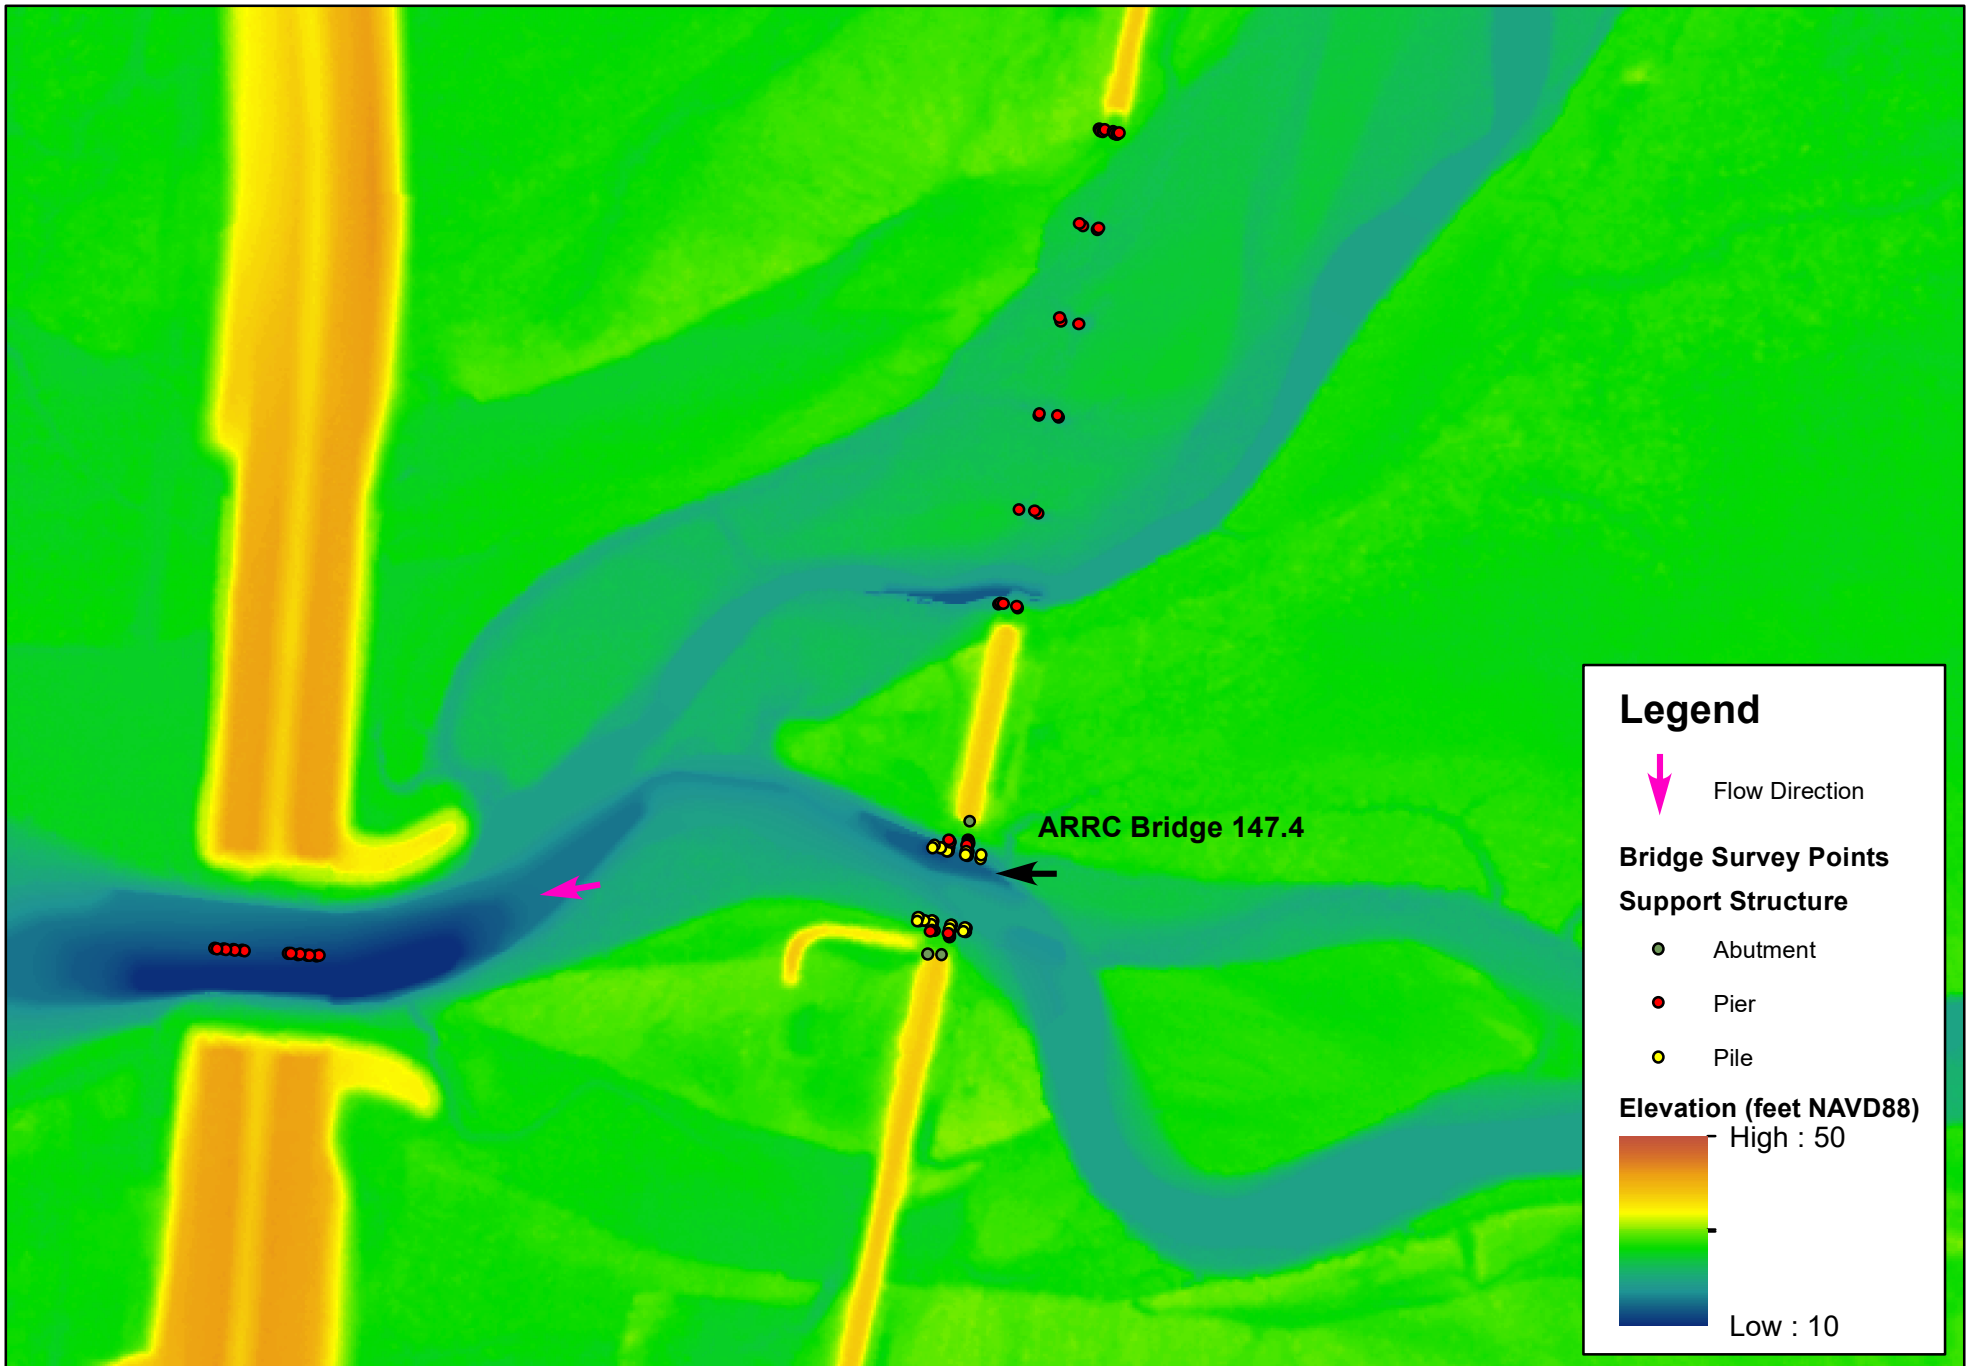 ARRC Bridge 147.4
Legend
Flow Direction
Bridge Survey Points
Support Structure
Abutment
Pier
Pile
Elevation (feet NAVD88)
High : 50
Low : 10